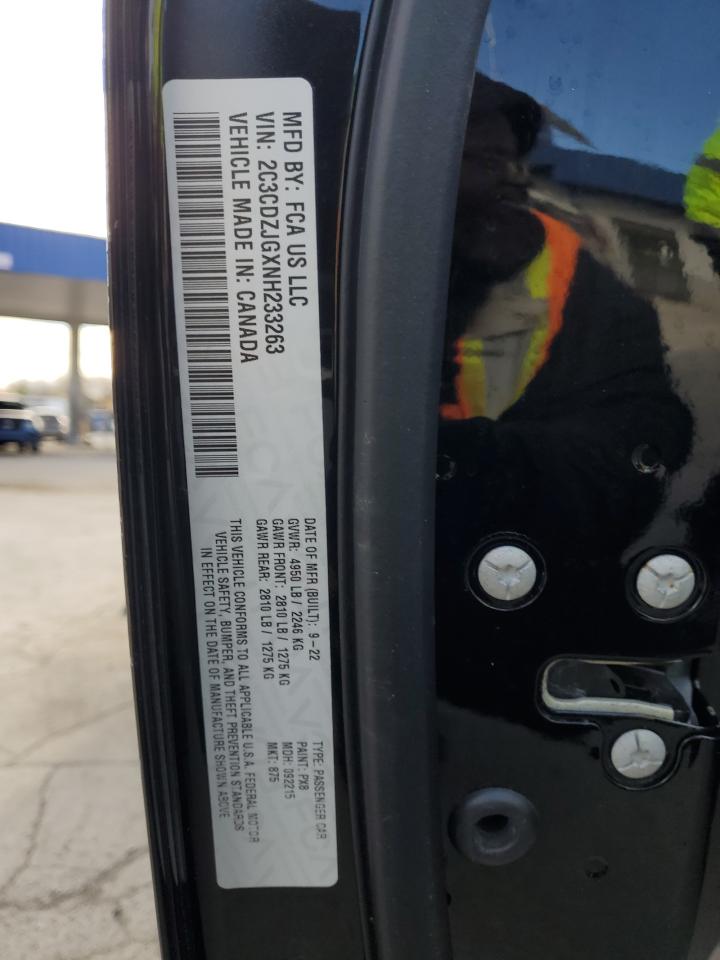 MFD BY: FCA US LLC
VIN: 2C3CDZJGXNH233263
VEHICLE MADE IN: CANADA
DATE OF MFR (BUILT): 9-22
GVWR: 4950 LB / 2246 KG
GAWR FRONT: 2810 LB / 1275 KG
GAWR REAR: 2810 LB / 1275 KG
TYPE: PASSENGER CAR
PAINT: PX8
MDH: 092215
MKT: 875
THIS VEHICLE CONFORMS TO ALL APPLICABLE U.S.A. FEDERAL MOTOR
VEHICLE SAFETY, BUMPER, AND THEFT PREVENTION STANDARDS
IN EFFECT ON THE DATE OF MANUFACTURE SHOWN ABOVE